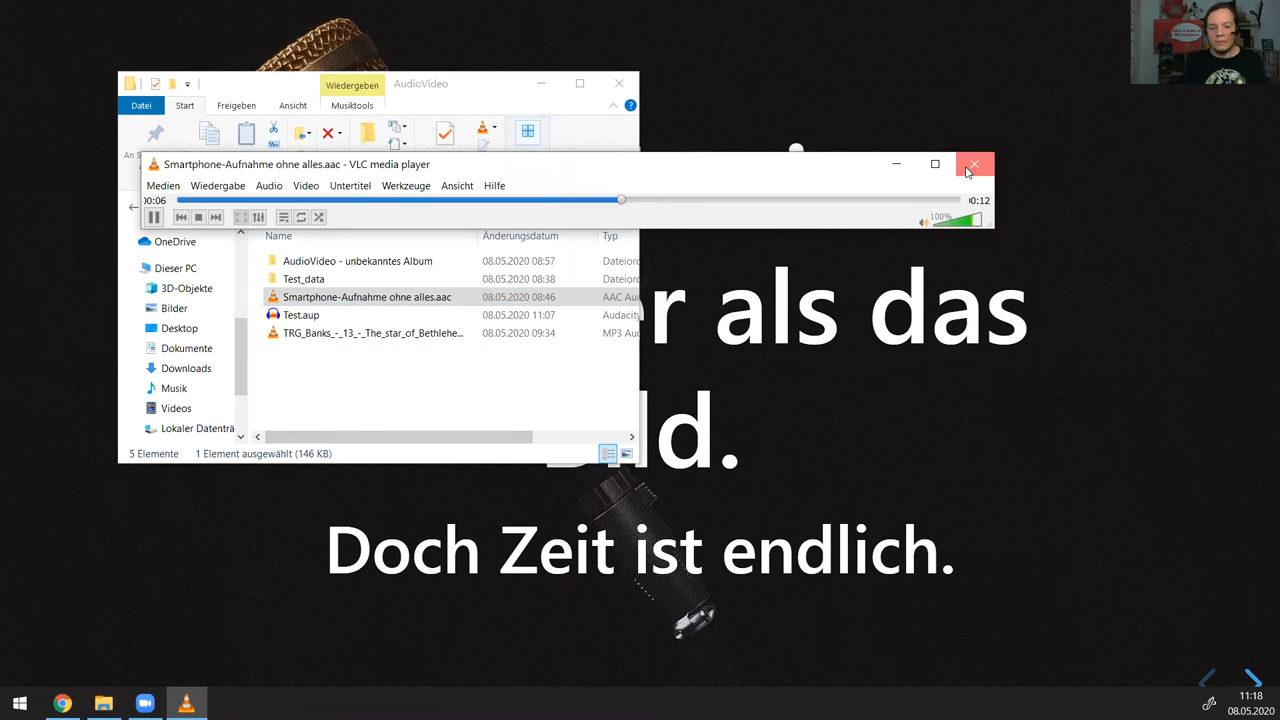 Wiedergeben
AudioVideo
Datei
Start
Freigeben
Ansicht
Musiktools
Smartphone-Aufnahme ohne alles.aac - VLC media player
Medien
Wiedergabe
Audio
Video
Untertitel
Werkzeuge
Ansicht
Hilfe
00:06
00:12
100%
OneDrive
Dieser PC
3D-Objekte
Bilder
Desktop
Dokumente
Downloads
Musik
Videos
Lokaler Datenträ
Name
Änderungsdatum
Typ
AudioVideo - unbekanntes Album
08.05.2020 08:57
Dateior
Test_data
08.05.2020 08:38
Dateior
Smartphone-Aufnahme ohne alles.aac
08.05.2020 08:46
AAC Au
Test.aup
08.05.2020 11:07
Audacity
TRG_Banks_-_13_-_The_star_of_Bethlehe...
08.05.2020 09:34
MP3 Au
5 Elemente
1 Element ausgewählt (146 KB)
r als das
ld.
Doch Zeit ist endlich.
11:18
08.05.2020